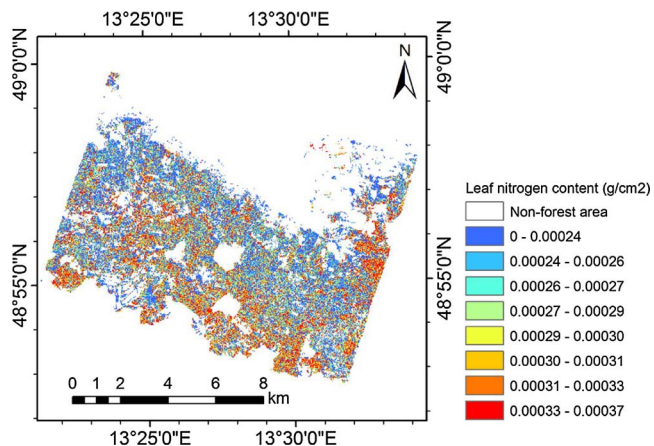 13°25'0"E
13°30'0"E
49°0'0"N
49°0'0"N
N
48°55'0"N
48°55'0"N
0 1 2 4 6 8
km
13°25'0"E
13°30'0"E
Leaf nitrogen content (g/cm2)
Non-forest area
0 - 0.00024
0.00024 - 0.00026
0.00026 - 0.00027
0.00027 - 0.00029
0.00029 - 0.00030
0.00030 - 0.00031
0.00031 - 0.00033
0.00033 - 0.00037